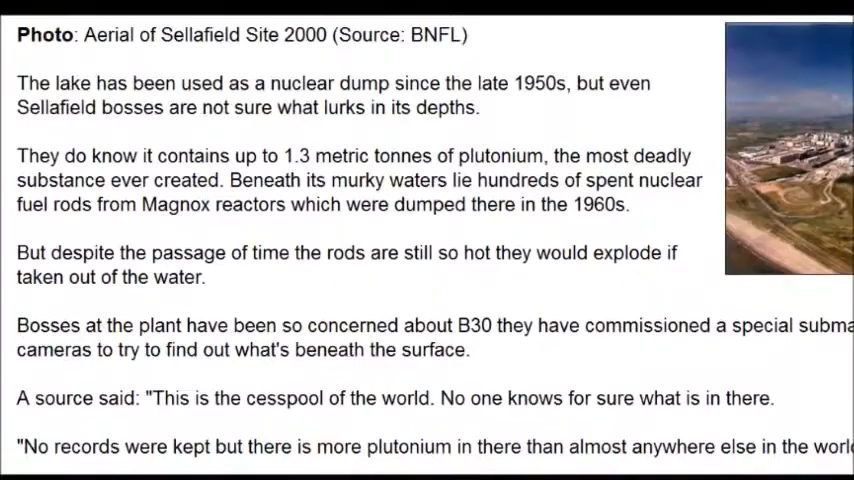 Photo: Aerial of Sellafield Site 2000 (Source: BNFL)
The lake has been used as a nuclear dump since the late 1950s, but even
Sellafield bosses are not sure what lurks in its depths.
They do know it contains up to 1.3 metric tonnes of plutonium, the most deadly
substance ever created. Beneath its murky waters lie hundreds of spent nuclear
fuel rods from Magnox reactors which were dumped there in the 1960s.
But despite the passage of time the rods are still so hot they would explode if
taken out of the water.
Bosses at the plant have been so concerned about B30 they have commissioned a special subma
cameras to try to find out what's beneath the surface.
A source said: "This is the cesspool of the world. No one knows for sure what is in there.
"No records were kept but there is more plutonium in there than almost anywhere else in the worl